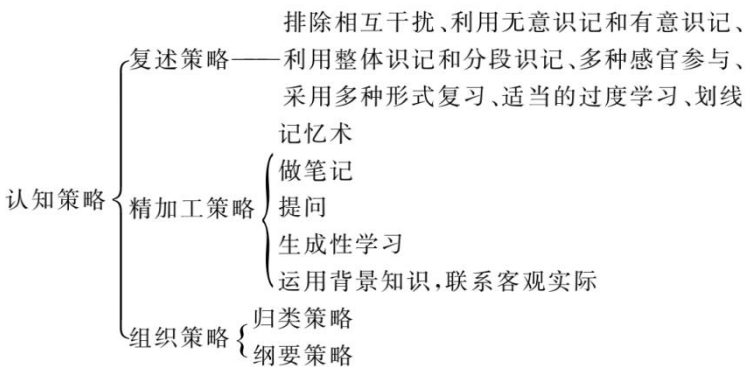 排除相互干扰、利用无意识记和有意识记、
复述策略——利用整体识记和分段识记、多种感官参与、
采用多种形式复习、适当的过度学习、划线
记忆术
做笔记
认知策略
精加工策略
提问
生成性学习
运用背景知识,联系客观实际
归类策略
组织策略
纲要策略